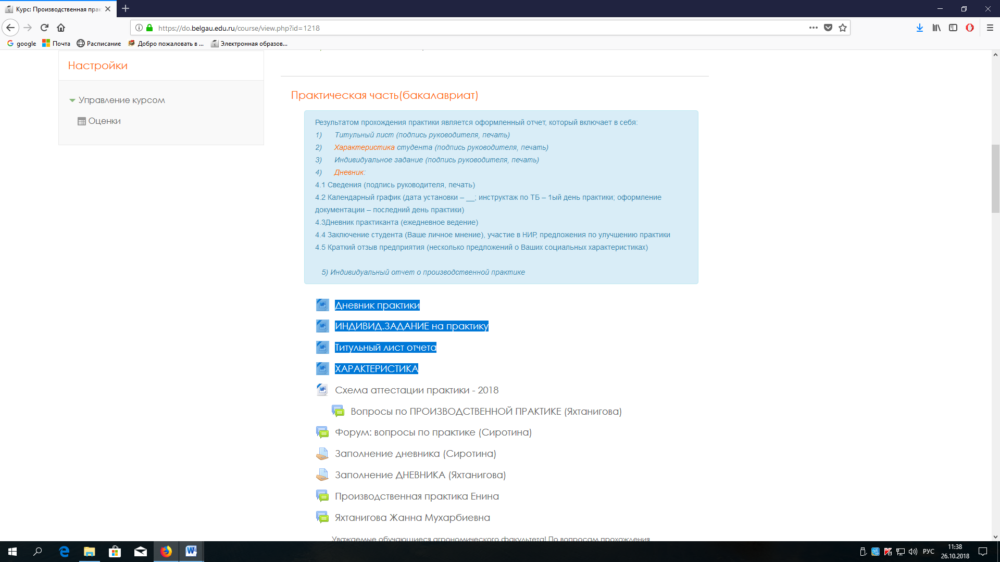 Курс: Производственная прак
https://do.belgau.edu.ru/course/view.php?id=1218
google
Почта
Расписание
Добро пожаловать в ...
Электронная образов...
Настройки
Управление курсом
Оценки
Практическая часть(бакалавриат)
Результатом прохождения практики является оформленный отчет, который включает в себя:
1) Титульный лист (подпись руководителя, печать)
2) Характеристика студента (подпись руководителя, печать)
3) Индивидуальное задание (подпись руководителя, печать)
4) Дневник:
4.1 Сведения (подпись руководителя, печать)
4.2 Календарный график (дата установки – __; инструктаж по ТБ – 1ый день практики; оформление
документации – последний день практики)
4.3Дневник практиканта (ежедневное ведение)
4.4 Заключение студента (Ваше личное мнение), участие в НИР, предложения по улучшению практики
4.5 Краткий отзыв предприятия (несколько предложений о Ваших социальных характеристиках)
5) Индивидуальный отчет о производственной практике
Дневник практики
ИНДИВИД.ЗАДАНИЕ на практику
Титульный лист отчета
ХАРАКТЕРИСТИКА
Схема аттестации практики - 2018
Вопросы по ПРОИЗВОДСТВЕННОЙ ПРАКТИКЕ (Яхтанигова)
Форум: вопросы по практике (Сиротина)
Заполнение дневника (Сиротина)
Заполнение ДНЕВНИКА (Яхтанигова)
Производственная практика Енина
Яхтанигова Жанна Мухарбиевна
Уважаемые обучающиеся агрономического факультета! По вопросам прохождения
РУС
11:38
26.10.2018